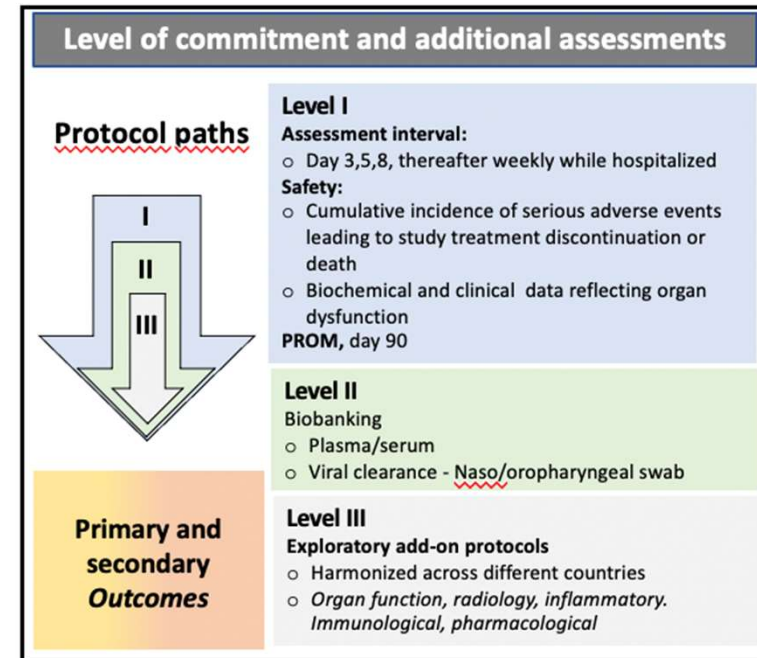 Level of commitment and additional assessments
Protocol paths
I
II
III
Primary and
secondary
Outcomes
Level I
Assessment interval:
○ Day 3,5,8, thereafter weekly while hospitalized
Safety:
○ Cumulative incidence of serious adverse events
leading to study treatment discontinuation or
death
○ Biochemical and clinical data reflecting organ
dysfunction
PROM, day 90
Level II
Biobanking
○ Plasma/serum
○ Viral clearance - Naso/oropharyngeal swab
Level III
Exploratory add-on protocols
○ Harmonized across different countries
○ Organ function, radiology, inflammatory.
Immunological, pharmacological